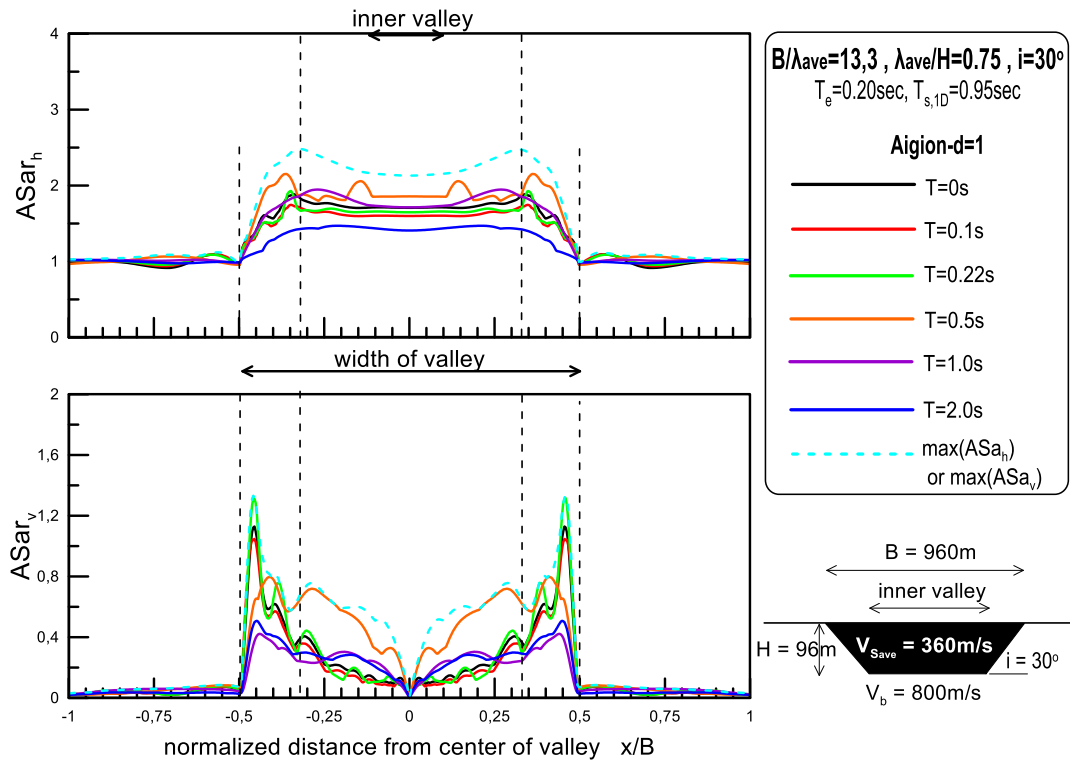 inner valley
4
3
2
1
0
ASar_h
width of valley
2
1,6
1,2
0,8
0,4
0
ASar_v
-1 -0,75 -0,5 -0,25 0 0,25 0,5 0,75 1
normalized distance from center of valley x/B
B/λave=13,3 , λave/H=0.75 , i=30º
T_e=0.20sec, T_s,1D=0.95sec
Aigion-d=1
T=0s
T=0.1s
T=0.22s
T=0.5s
T=1.0s
T=2.0s
max(ASa_h)
or max(ASa_v)
B = 960m
inner valley
H = 96m
V_Save = 360m/s
i = 30º
V_b = 800m/s